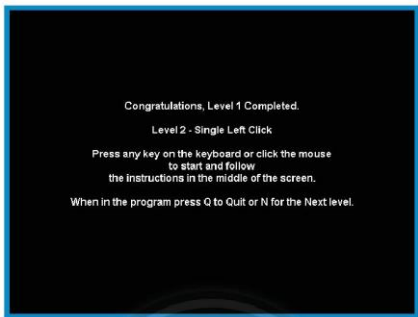 Congratulations, Level 1 Completed.
Level 2 - Single Left Click
Press any key on the keyboard or click the mouse
to start and follow
the instructions in the middle of the screen.
When in the program press Q to Quit or N for the Next level.